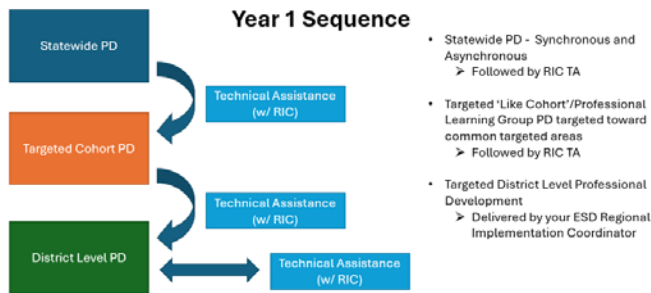 Year 1 Sequence
Statewide PD
Technical Assistance
(w/ RIC)
Targeted Cohort PD
Technical Assistance
(w/ RIC)
District Level PD
Technical Assistance
(w/ RIC)
• Statewide PD - Synchronous and
Asynchronous
➢ Followed by RIC TA
• Targeted ‘Like Cohort’/Professional
Learning Group PD targeted toward
common targeted areas
➢ Followed by RIC TA
• Targeted District Level Professional
Development
➢ Delivered by your ESD Regional
Implementation Coordinator